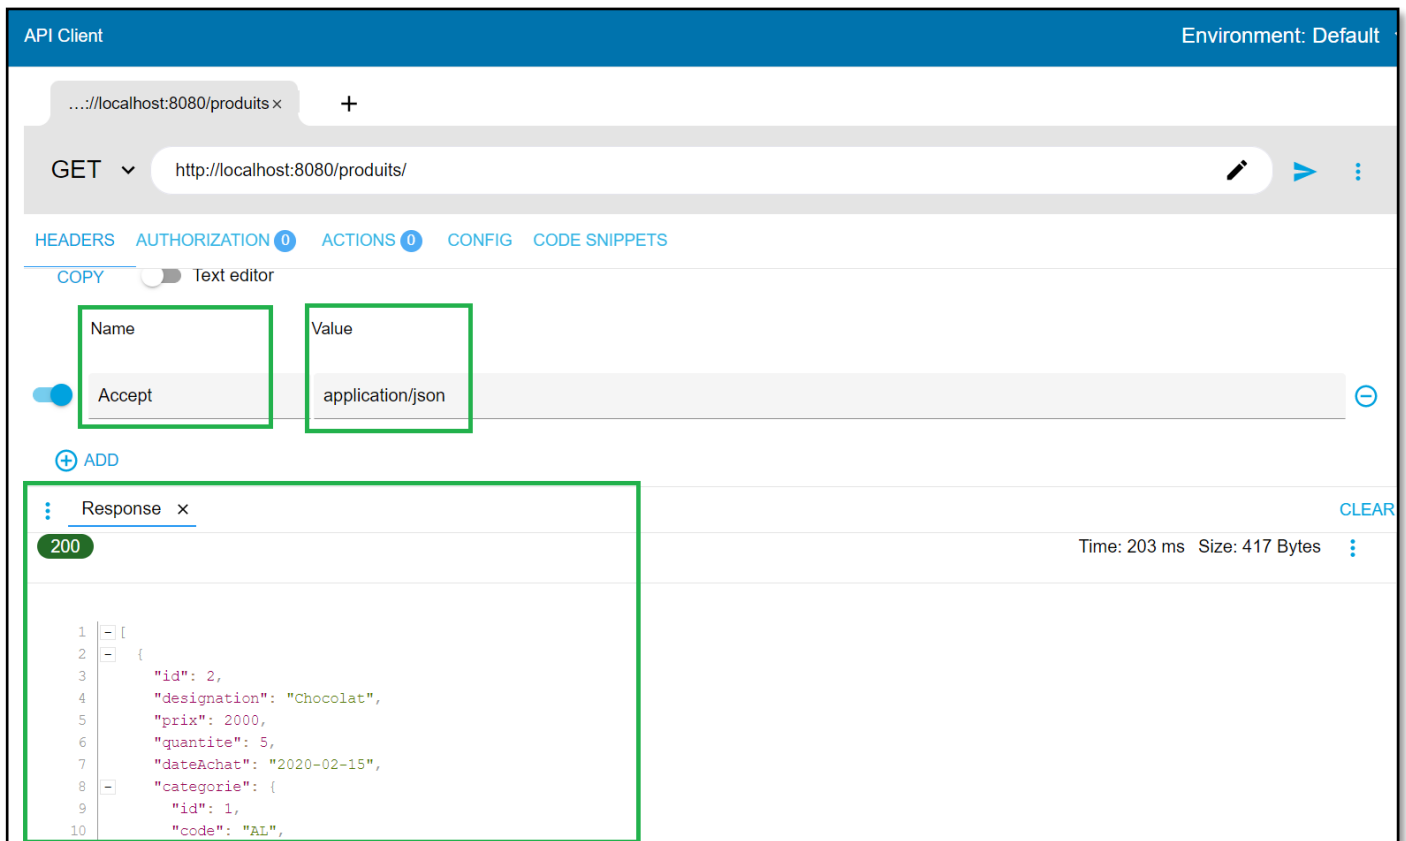 API Client
Environment: Default
…://localhost:8080/produits ×
+
GET
http://localhost:8080/produits/
HEADERS AUTHORIZATION 0 ACTIONS 0 CONFIG CODE SNIPPETS
COPY Text editor
Name Value
Accept application/json
ADD
Response × CLEAR
200 Time: 203 ms Size: 417 Bytes
1 [
2 {
3 "id": 2,
4 "designation": "Chocolat",
5 "prix": 2000,
6 "quantite": 5,
7 "dateAchat": "2020-02-15",
8 "categorie": {
9 "id": 1,
10 "code": "AL",